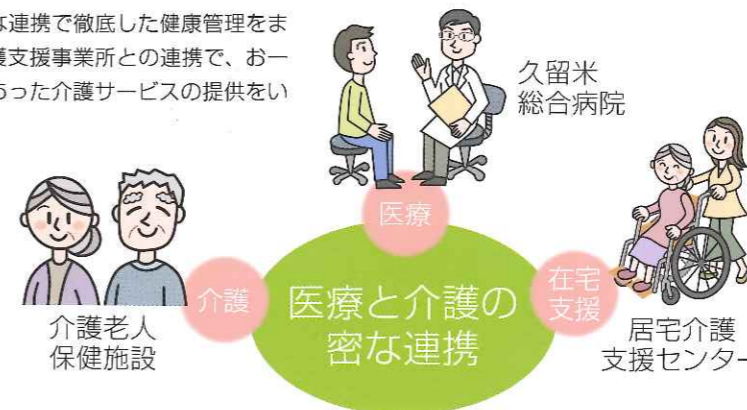 な連携で徹底した健康管理をま
護支援事業所との連携で、お一
あった介護サービスの提供をい
久留米
総合病院
医療
介護
医療と介護の
密な連携
在宅
支援
介護老人
保健施設
居宅介護
支援センター